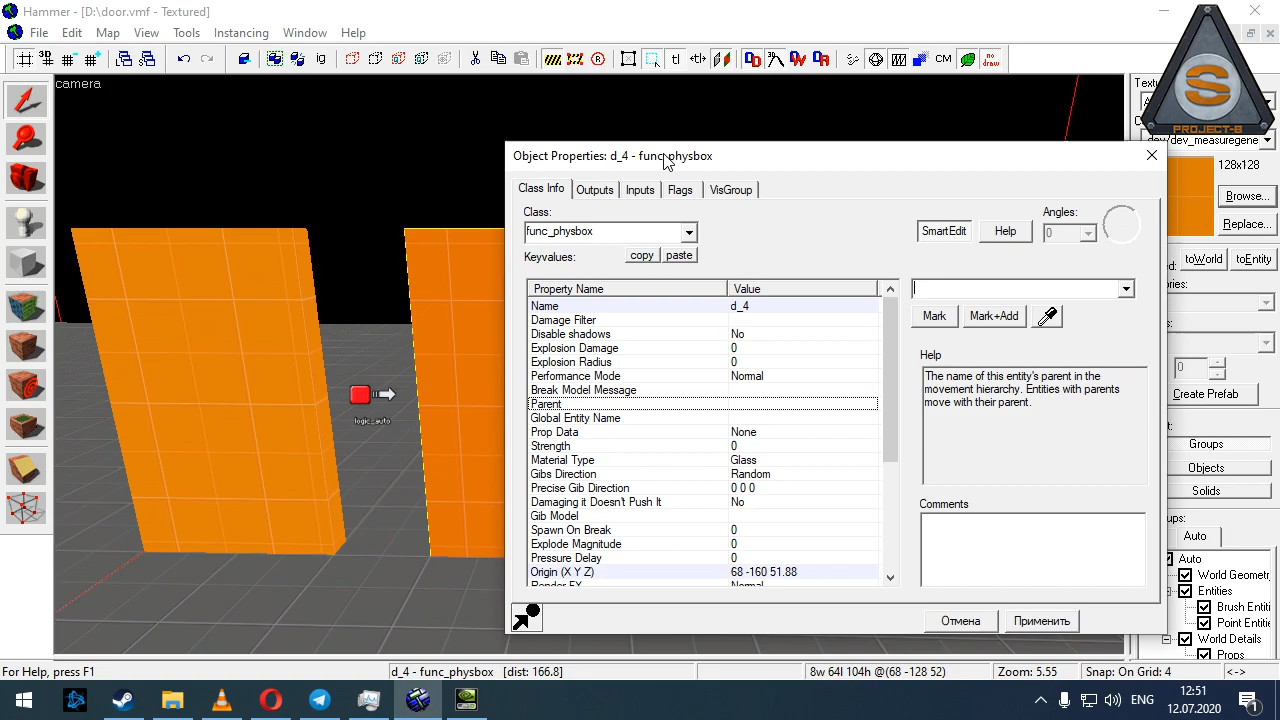 Hammer - [D:\door.vmf - Textured]
File Edit Map View Tools Instancing Window Help
camera
logic_auto
Object Properties: d_4 - func_physbox
Class Info Outputs Inputs Flags VisGroup
Class:
func_physbox
SmartEdit Help
Angles:
0
Keyvalues: copy paste
Property Name Value
Name d_4
Damage Filter
Disable shadows No
Explosion Damage 0
Explosion Radius 0
Performance Mode Normal
Break Model Message
Parent
Global Entity Name
Prop Data None
Strength 0
Material Type Glass
Gibs Direction Random
Precise Gib Direction 0 0 0
Damaging it Doesn't Push It No
Gib Model
Spawn On Break 0
Explode Magnitude 0
Pressure Delay 0
Origin (X Y Z) 68 -160 51.88
Render FX Normal
Mark Mark+Add
Help
The name of this entity's parent in the
movement hierarchy. Entities with parents
move with their parent.
Comments
Отмена Применить
S
PROJECT-8
dev/dev_measuregene
128x128
Browse...
Replace...
toWorld toEntity
0
Create Prefab
Groups
Objects
Solids
Auto
Auto
World Geometr
Entities
Brush Entiti
Point Entitie
World Details
Props
For Help, press F1
d_4 - func_physbox [dist: 166.8]
8w 64l 104h @(68 -128 52)
Zoom: 5.55
Snap: On Grid: 4
<->
ENG
12:51
12.07.2020
1